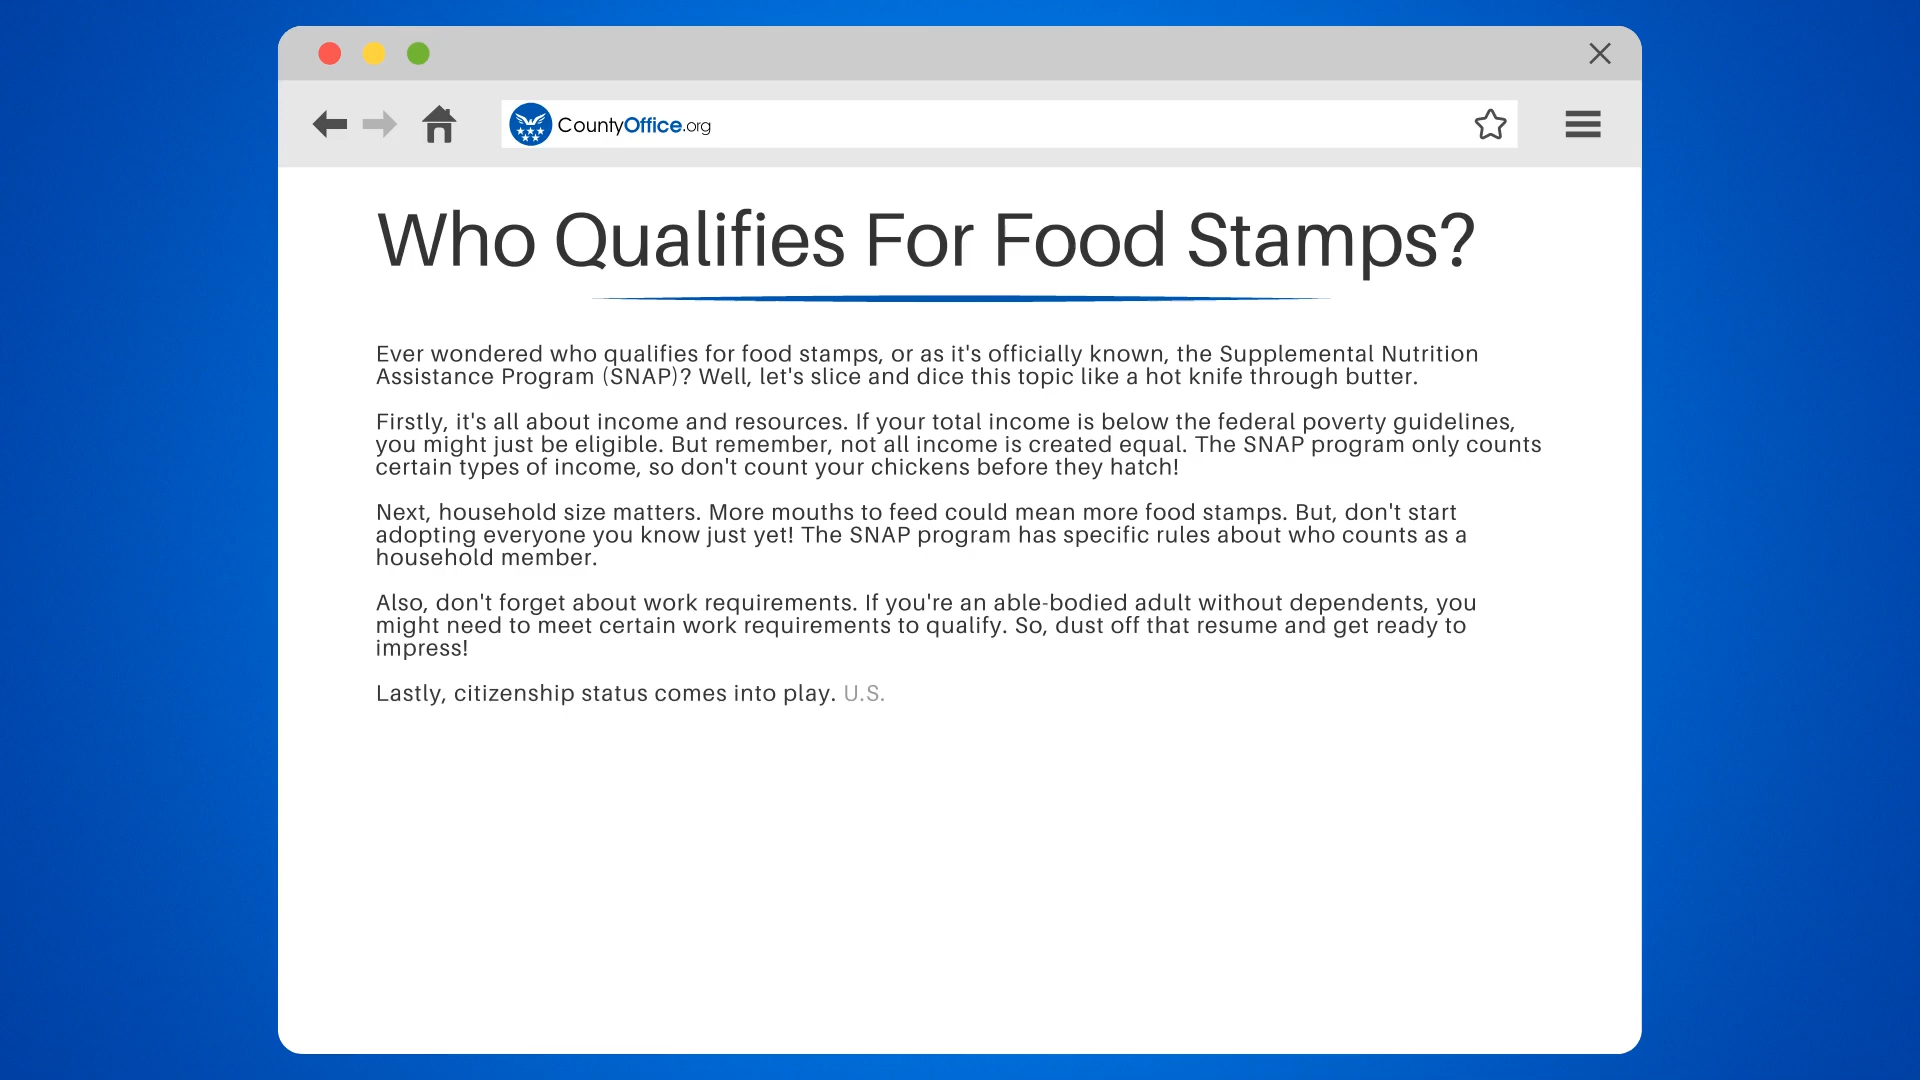 CountyOffice.org
Who Qualifies For Food Stamps?
Ever wondered who qualifies for food stamps, or as it's officially known, the Supplemental Nutrition
Assistance Program (SNAP)? Well, let's slice and dice this topic like a hot knife through butter.
Firstly, it's all about income and resources. If your total income is below the federal poverty guidelines,
you might just be eligible. But remember, not all income is created equal. The SNAP program only counts
certain types of income, so don't count your chickens before they hatch!
Next, household size matters. More mouths to feed could mean more food stamps. But, don't start
adopting everyone you know just yet! The SNAP program has specific rules about who counts as a
household member.
Also, don't forget about work requirements. If you're an able-bodied adult without dependents, you
might need to meet certain work requirements to qualify. So, dust off that resume and get ready to
impress!
Lastly, citizenship status comes into play. U.S.